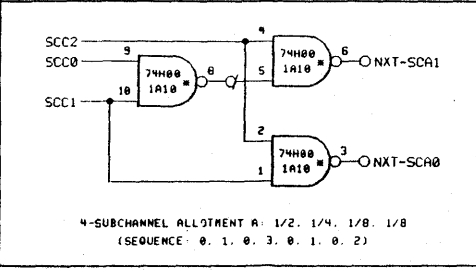 SCC2
SCC0
SCC1
9
10
74H00
1A10
*
8
4
5
74H00
1A10
*
6
NXT-SCA1
2
1
74H00
1A10
*
3
NXT-SCA0
4-SUBCHANNEL ALLOTMENT A: 1/2. 1/4. 1/8. 1/8
(SEQUENCE: 0. 1. 0. 3. 0. 1. 0. 2)